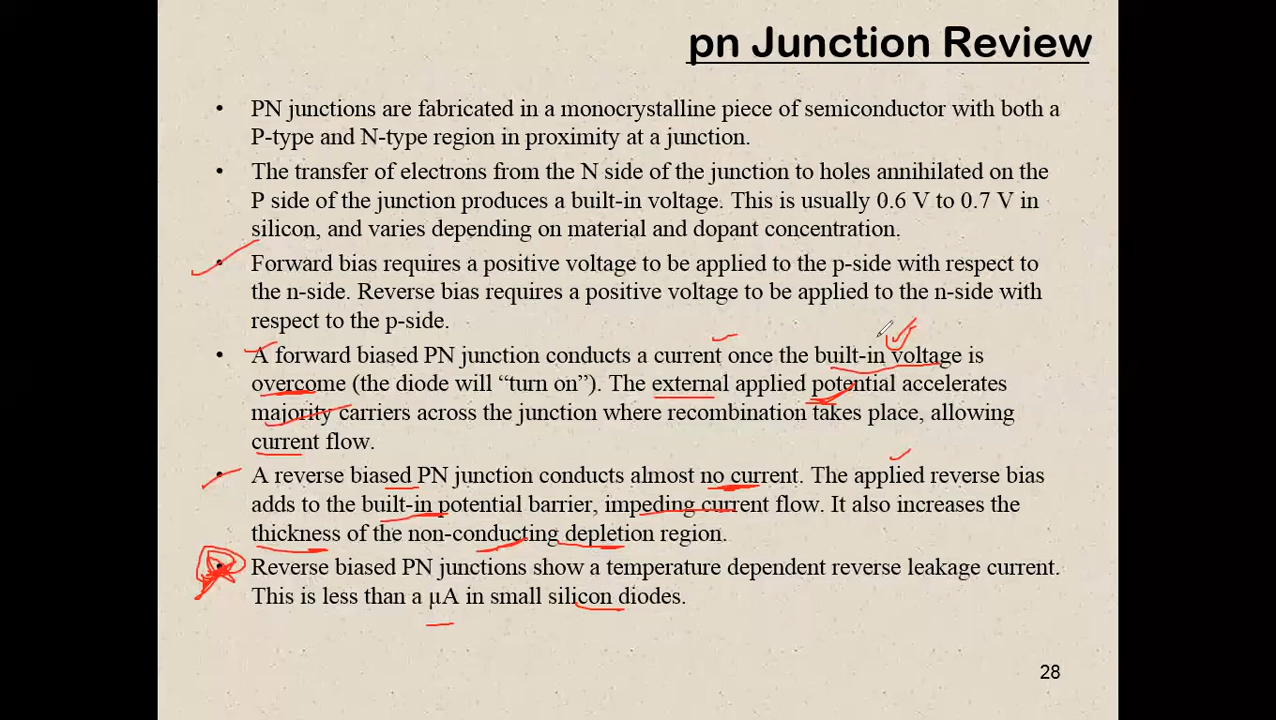 pn Junction Review
• PN junctions are fabricated in a monocrystalline piece of semiconductor with both a
P-type and N-type region in proximity at a junction.
• The transfer of electrons from the N side of the junction to holes annihilated on the
P side of the junction produces a built-in voltage. This is usually 0.6 V to 0.7 V in
silicon, and varies depending on material and dopant concentration.
• Forward bias requires a positive voltage to be applied to the p-side with respect to
the n-side. Reverse bias requires a positive voltage to be applied to the n-side with
respect to the p-side.
• A forward biased PN junction conducts a current once the built-in voltage is
overcome (the diode will “turn on”). The external applied potential accelerates
majority carriers across the junction where recombination takes place, allowing
current flow.
• A reverse biased PN junction conducts almost no current. The applied reverse bias
adds to the built-in potential barrier, impeding current flow. It also increases the
thickness of the non-conducting depletion region.
• Reverse biased PN junctions show a temperature dependent reverse leakage current.
This is less than a µA in small silicon diodes.
28